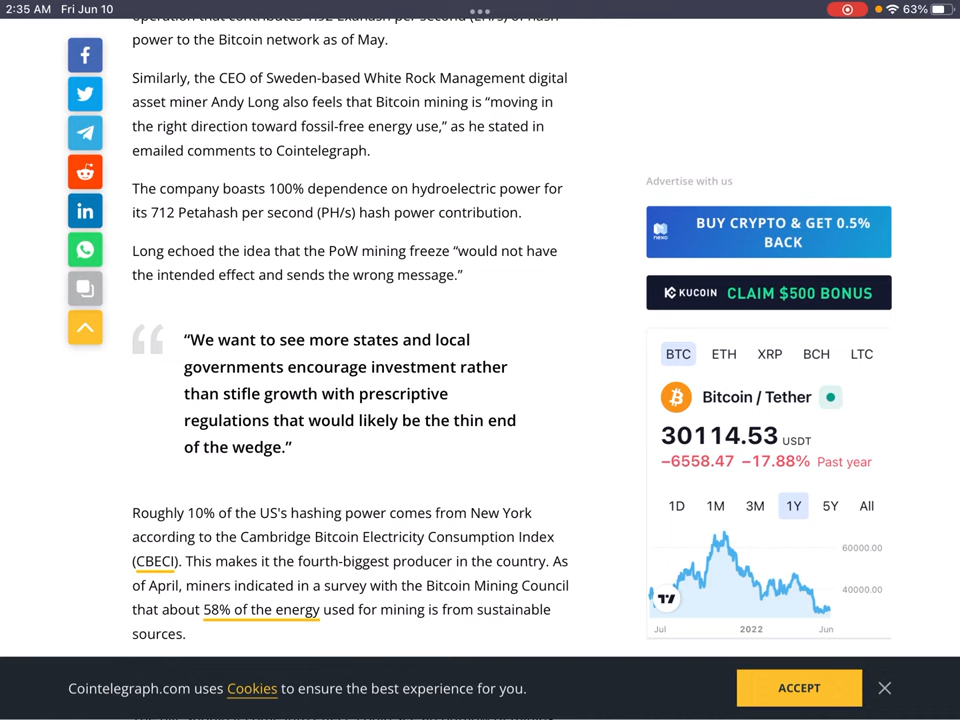 2:35 AM Fri Jun 10
63%
power to the Bitcoin network as of May.
Similarly, the CEO of Sweden-based White Rock Management digital
asset miner Andy Long also feels that Bitcoin mining is “moving in
the right direction toward fossil-free energy use,” as he stated in
emailed comments to Cointelegraph.
The company boasts 100% dependence on hydroelectric power for
its 712 Petahash per second (PH/s) hash power contribution.
Long echoed the idea that the PoW mining freeze “would not have
the intended effect and sends the wrong message.”
“We want to see more states and local
governments encourage investment rather
than stifle growth with prescriptive
regulations that would likely be the thin end
of the wedge.”
Roughly 10% of the US's hashing power comes from New York
according to the Cambridge Bitcoin Electricity Consumption Index
(CBECI). This makes it the fourth-biggest producer in the country. As
of April, miners indicated in a survey with the Bitcoin Mining Council
that about 58% of the energy used for mining is from sustainable
sources.
Advertise with us
nexo
BUY CRYPTO & GET 0.5%
BACK
KUCOIN CLAIM $500 BONUS
BTC ETH XRP BCH LTC
Bitcoin / Tether
30114.53 USDT
−6558.47 −17.88% Past year
1D 1M 3M 1Y 5Y All
60000.00
40000.00
Jul 2022 Jun
Cointelegraph.com uses Cookies to ensure the best experience for you.
ACCEPT